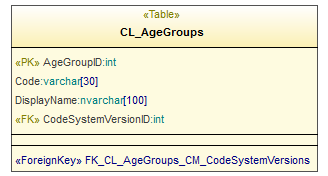 «Table»
CL_AgeGroups
«PK» AgeGroupID:int
Code:varchar[30]
DisplayName:nvarchar[100]
«FK» CodeSystemVersionID:int
«ForeignKey» FK_CL_AgeGroups_CM_CodeSystemVersions